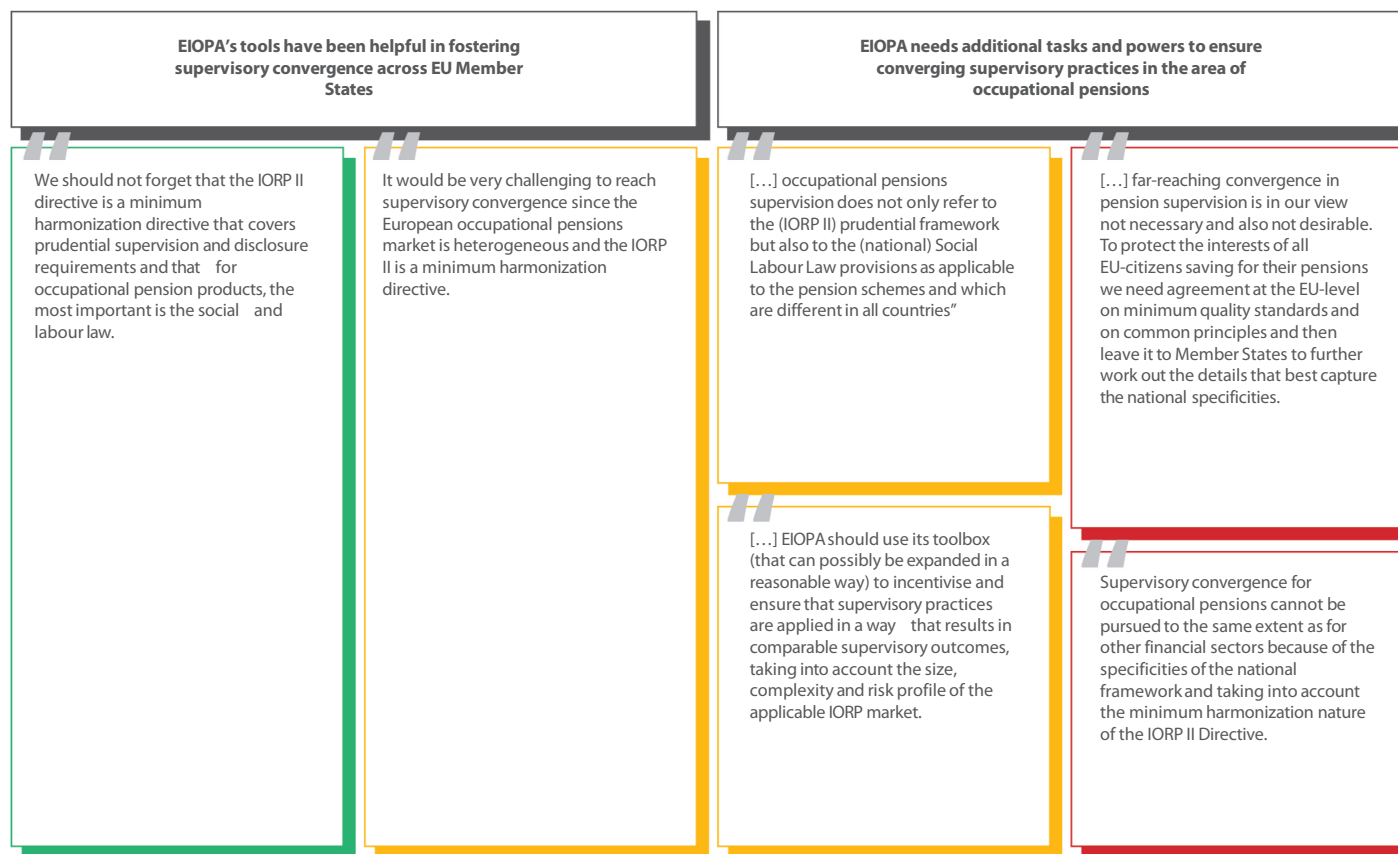 EIOPA's tools have been helpful in fostering
supervisory convergence across EU Member
States
EIOPA needs additional tasks and powers to ensure
converging supervisory practices in the area of
occupational pensions
We should not forget that the IORP II
directive is a minimum
harmonization directive that covers
prudential supervision and disclosure
requirements and that for
occupational pension products, the
most important is the social and
labour law.
It would be very challenging to reach
supervisory convergence since the
European occupational pensions
market is heterogeneous and the IORP
II is a minimum harmonization
directive.
[…] occupational pensions
supervision does not only refer to
the (IORP II) prudential framework
but also to the (national) Social
Labour Law provisions as applicable
to the pension schemes and which
are different in all countries”
[…] EIOPA should use its toolbox
(that can possibly be expanded in a
reasonable way) to incentivise and
ensure that supervisory practices
are applied in a way that results in
comparable supervisory outcomes,
taking into account the size,
complexity and risk profile of the
applicable IORP market.
[…] far-reaching convergence in
pension supervision is in our view
not necessary and also not desirable.
To protect the interests of all
EU-citizens saving for their pensions
we need agreement at the EU-level
on minimum quality standards and
on common principles and then
leave it to Member States to further
work out the details that best capture
the national specificities.
Supervisory convergence for
occupational pensions cannot be
pursued to the same extent as for
other financial sectors because of the
specificities of the national
framework and taking into account
the minimum harmonization nature
of the IORP II Directive.